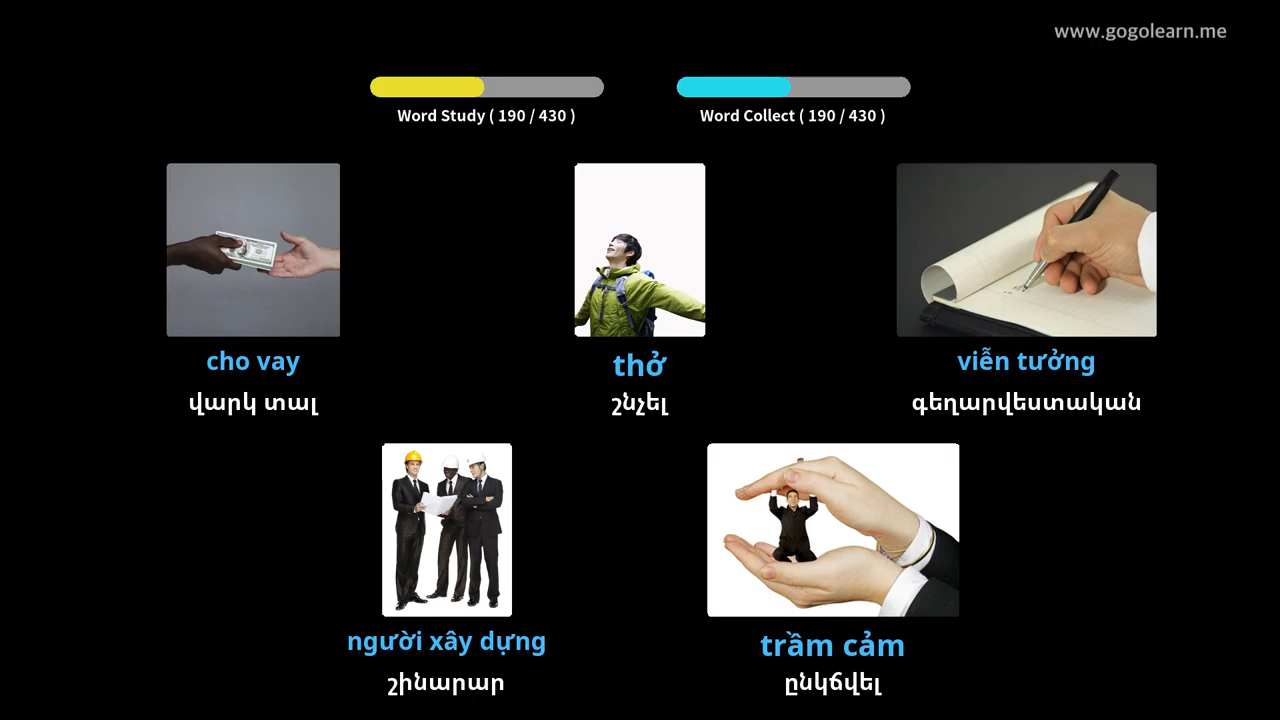 www.gogolearn.me
Word Study ( 190 / 430 )
Word Collect ( 190 / 430 )
cho vay
վարկ տալ
thở
շնչել
viễn tưởng
գեղարվեստական
người xây dựng
շինարար
trầm cảm
ընկճվել